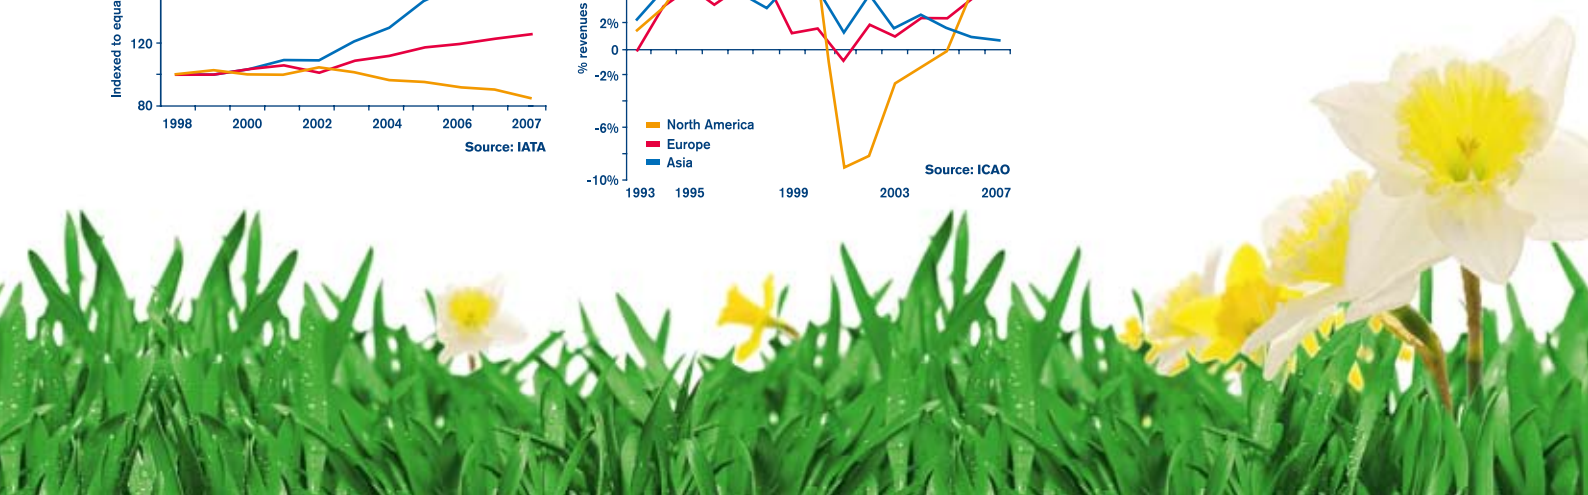 Indexed to equa
120
80
1998 2000 2002 2004 2006 2007
Source: IATA
% revenues
2%
0
-2%
-6%
-10%
North America
Europe
Asia
Source: ICAO
1993 1995 1999 2003 2007